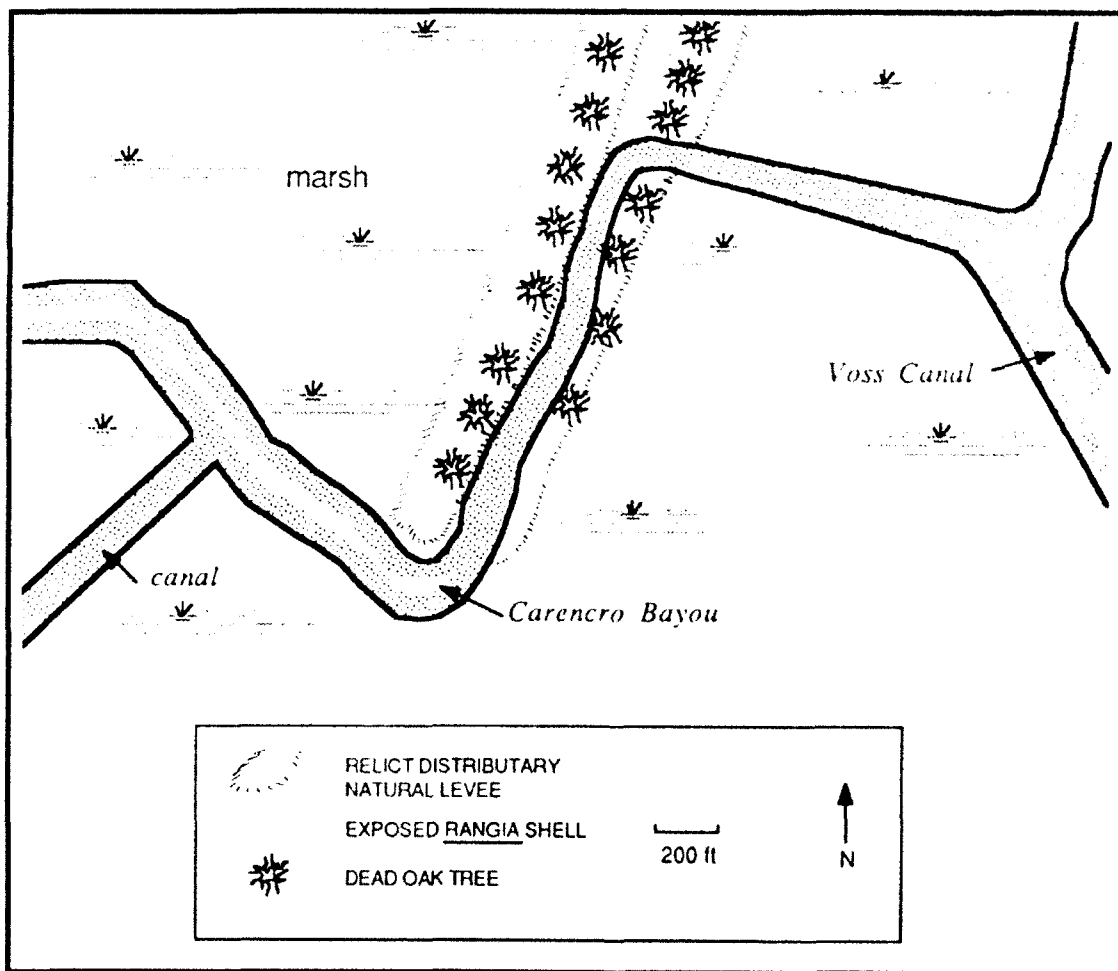 marsh
Voss Canal
canal
Carencro Bayou
RELICT DISTRIBUTARY
NATURAL LEVEE
EXPOSED RANGIA SHELL
200 ft
N
DEAD OAK TREE